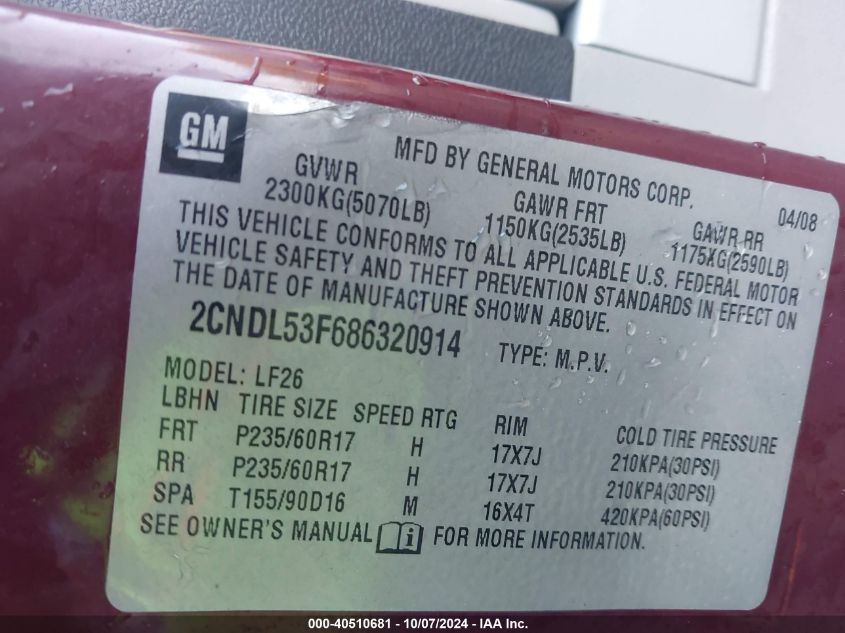 GM
MFD BY GENERAL MOTORS CORP. 04/08
GVWR GAWR FRT GAWR RR
2300KG(5070LB) 1150KG(2535LB) 1175KG(2590LB)
THIS VEHICLE CONFORMS TO ALL APPLICABLE U.S. FEDERAL MOTOR
VEHICLE SAFETY AND THEFT PREVENTION STANDARDS IN EFFECT ON
THE DATE OF MANUFACTURE SHOWN ABOVE.
2CNDL53F686320914 TYPE: M.P.V.
MODEL: LF26
LBHN TIRE SIZE SPEED RTG RIM COLD TIRE PRESSURE
FRT P235/60R17 H 17X7J 210KPA(30PSI)
RR P235/60R17 H 17X7J 210KPA(30PSI)
SPA T155/90D16 M 16X4T 420KPA(60PSI)
SEE OWNER'S MANUAL i FOR MORE INFORMATION.
000-40510681 - 10/07/2024 - IAA Inc.